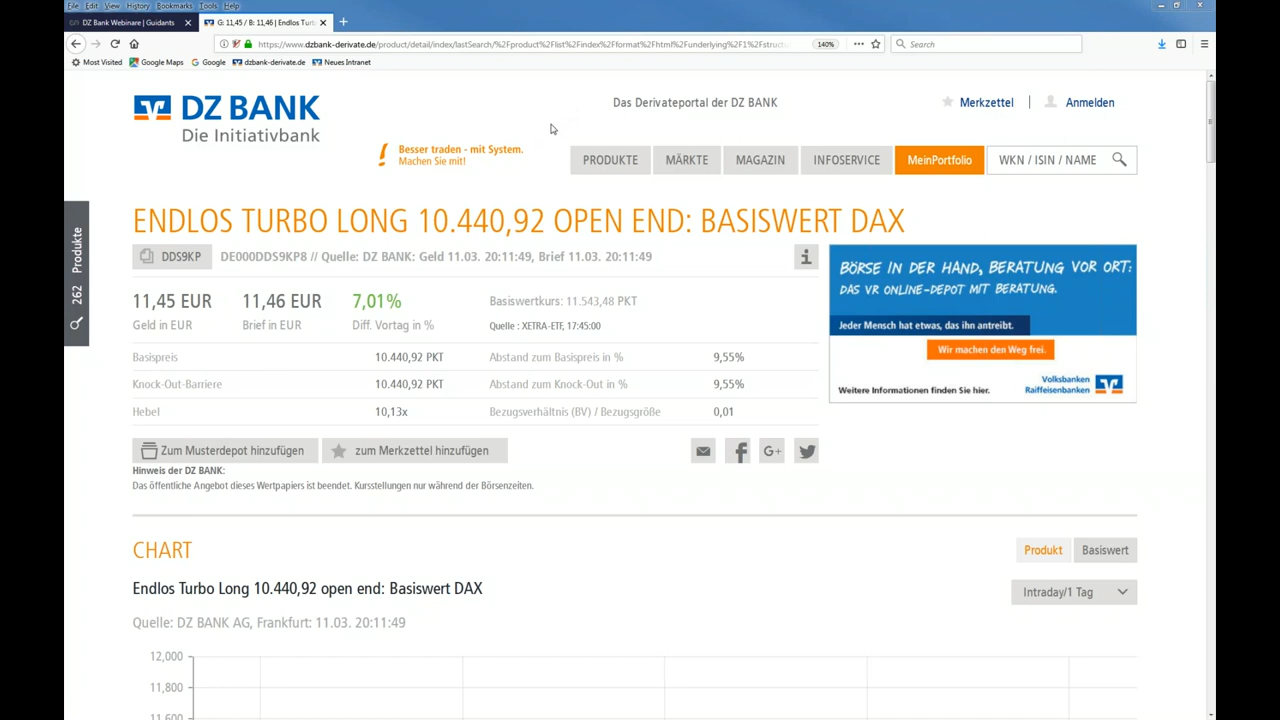 File Edit View History Bookmarks Tools Help
DZ Bank Webinare | Guidants
G: 11,45 / B: 11,46 | Endlos Turb
https://www.dzbank-derivate.de/product/detail/index/lastSearch/%2Fproduct%2Flist%2Findex%2Fformat%2Fhtml%2Funderlying%2F1%2Fstruct
140%
Search
Most Visited Google Maps Google dzbank-derivate.de Neues Intranet
DZ BANK
Die Initiativbank
Das Derivateportal der DZ BANK
Merkzettel | Anmelden
Besser traden - mit System.
Machen Sie mit!
PRODUKTE MÄRKTE MAGAZIN INFOSERVICE MeinPortfolio WKN / ISIN / NAME
262 Produkte
ENDLOS TURBO LONG 10.440,92 OPEN END: BASISWERT DAX
DDS9KP DE000DDS9KP8 // Quelle: DZ BANK: Geld 11.03. 20:11:49, Brief 11.03. 20:11:49
11,45 EUR 11,46 EUR 7,01% Basiswertkurs: 11.543,48 PKT
Geld in EUR Brief in EUR Diff. Vortag in % Quelle : XETRA-ETF, 17:45:00
Basispreis 10.440,92 PKT Abstand zum Basispreis in % 9,55%
Knock-Out-Barriere 10.440,92 PKT Abstand zum Knock-Out in % 9,55%
Hebel 10,13x Bezugsverhältnis (BV) / Bezugsgröße 0,01
BÖRSE IN DER HAND, BERATUNG VOR ORT:
DAS VR ONLINE-DEPOT MIT BERATUNG.
Jeder Mensch hat etwas, das ihn antreibt.
Wir machen den Weg frei.
Weitere Informationen finden Sie hier.
Volksbanken
Raiffeisenbanken
Zum Musterdepot hinzufügen zum Merkzettel hinzufügen
G+
Hinweis der DZ BANK:
Das öffentliche Angebot dieses Wertpapiers ist beendet. Kursstellungen nur während der Börsenzeiten.
CHART
Produkt Basiswert
Endlos Turbo Long 10.440,92 open end: Basiswert DAX
Intraday/1 Tag
Quelle: DZ BANK AG, Frankfurt: 11.03. 20:11:49
12,000
11,800
11,600